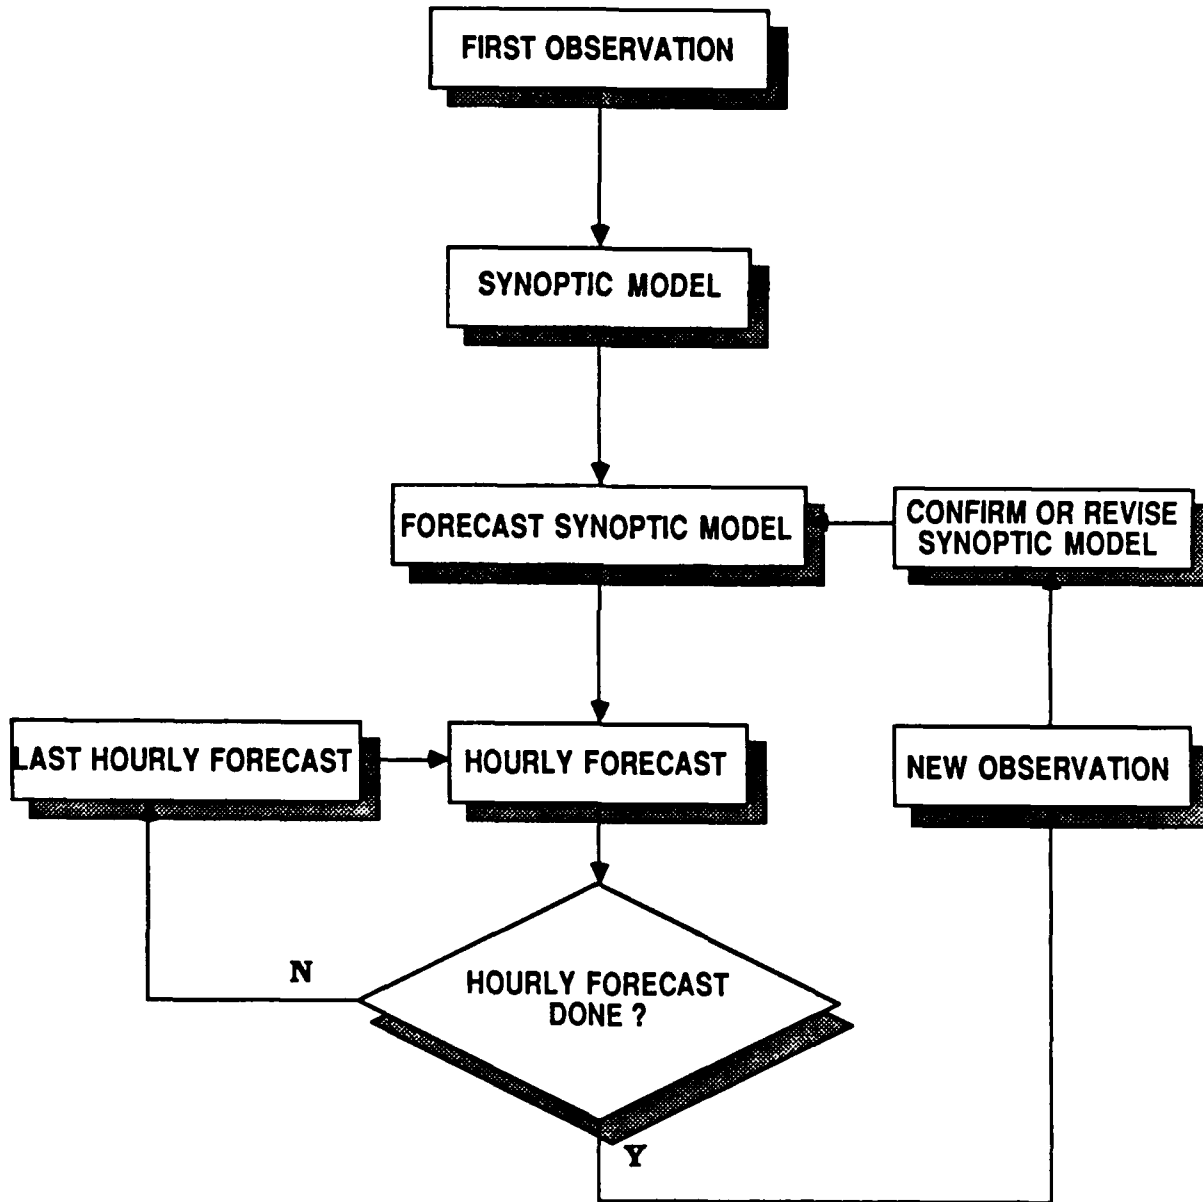 FIRST OBSERVATION
SYNOPTIC MODEL
FORECAST SYNOPTIC MODEL
CONFIRM OR REVISE
SYNOPTIC MODEL
LAST HOURLY FORECAST
HOURLY FORECAST
NEW OBSERVATION
N
HOURLY FORECAST
DONE ?
Y